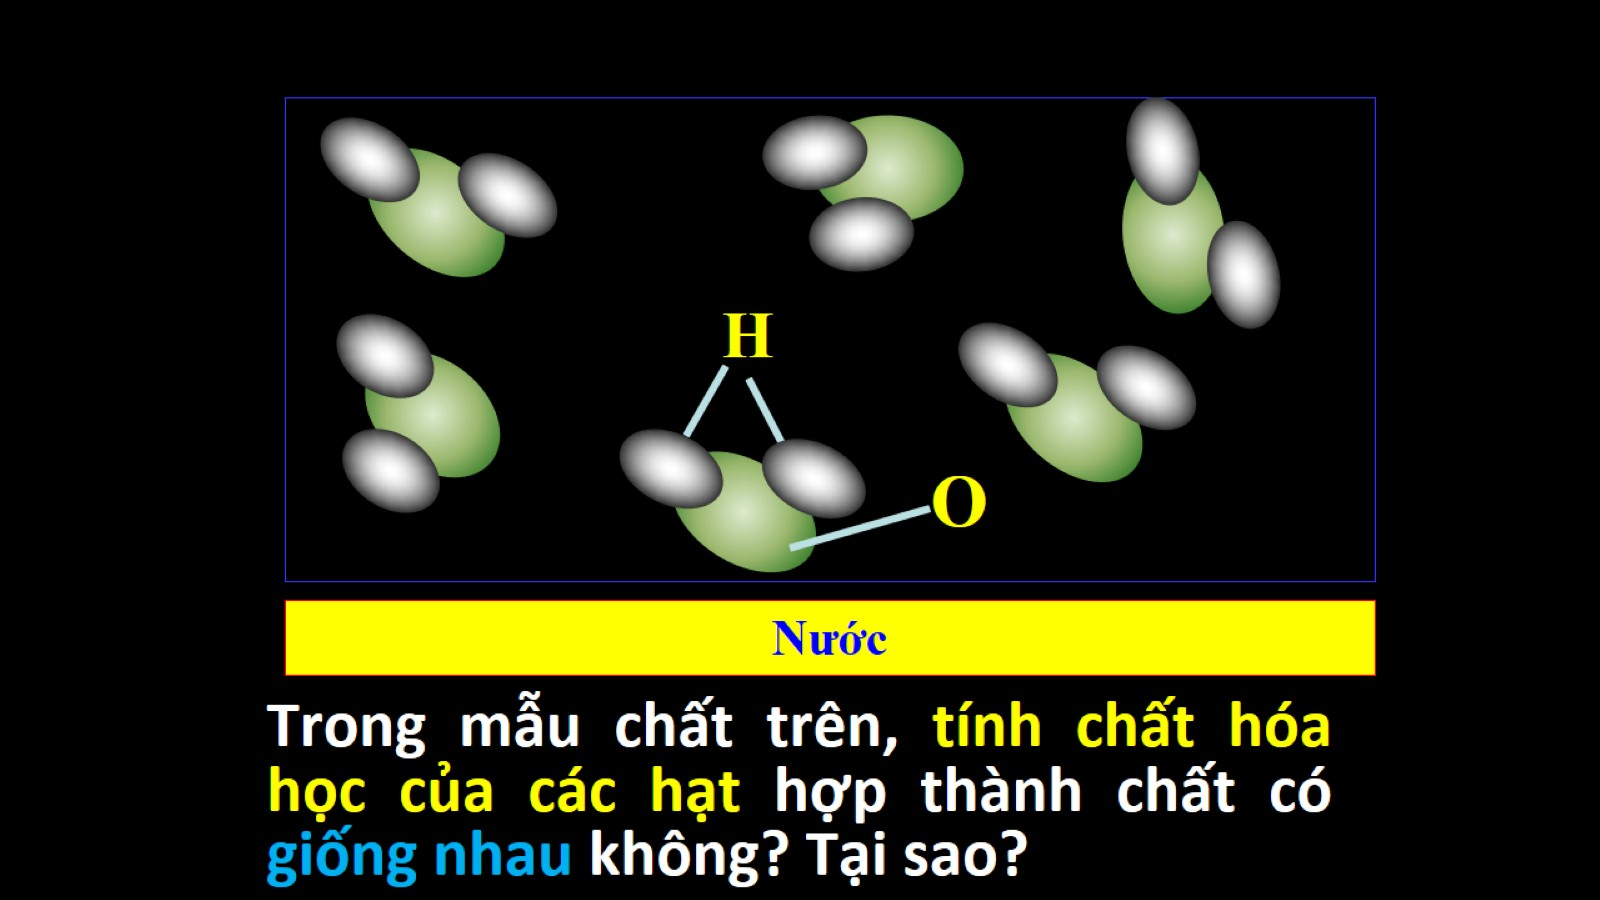 H
O
Nước
Trong mẫu chất trên, tính chất hóa
học của các hạt hợp thành chất có
giống nhau không? Tại sao?